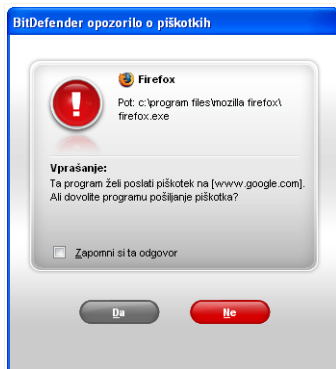 BitDefender opozorilo o piškotkih
Firefox
Pot: c:\program files\mozilla firefox\
firefox.exe
Vprašanje:
Ta program želi poslati piškotek na [www.google.com].
Ali dovolite programu pošiljanje piškotka?
Zapomni si ta odgovor
Da
Ne